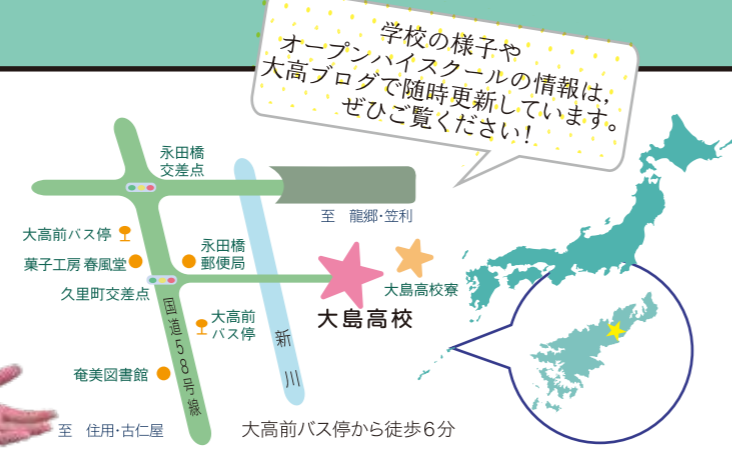 学校の様子や
オープンハイスクールの情報は，
大高ブログで随時更新しています。
ぜひご覧ください！
永田橋
交差点
至　龍郷・笠利
大高前バス停
永田橋
郵便局
菓子工房 春風堂
久里町交差点
大島高校寮
大島高校
国道58号線
大高前
バス停
新川
奄美図書館
至　住用・古仁屋
大高前バス停から徒歩6分